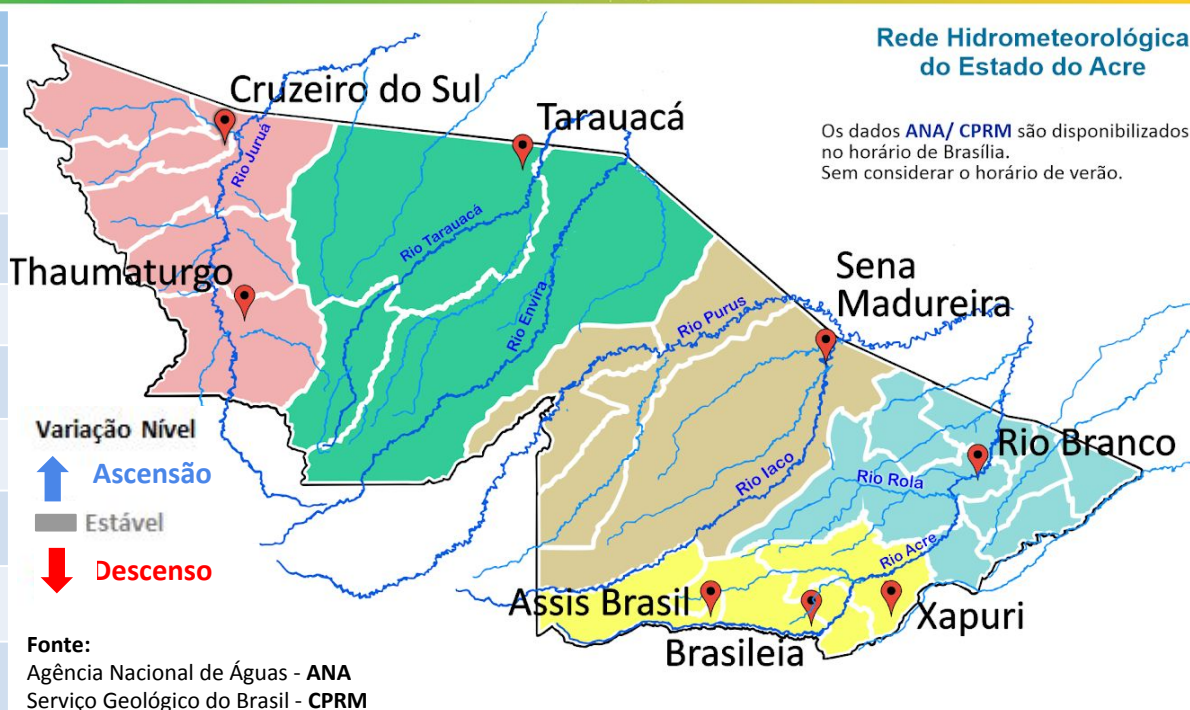 Rede Hidrometeorológica
do Estado do Acre
Os dados ANA/ CPRM são disponibilizados
no horário de Brasília.
Sem considerar o horário de verão.
Cruzeiro do Sul
Tarauacá
Rio Juruá
Rio Tarauacá
Thaumaturgo
Rio Envira
Sena
Madureira
Rio Purus
Variação Nível
Ascensão
Estável
Descenso
Rio Branco
Rio Iaco
Rio Rola
Rio Acre
Assis Brasil
Xapuri
Brasileia
Fonte:
Agência Nacional de Águas - ANA
Serviço Geológico do Brasil - CPRM